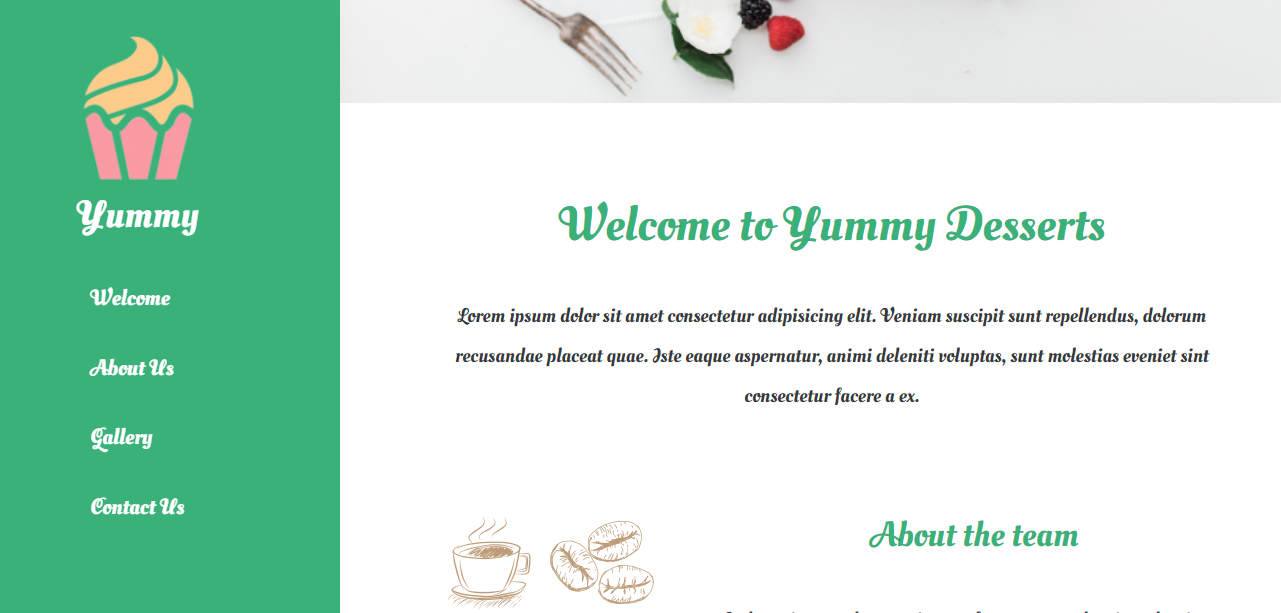 Yummy
Welcome
About Us
Gallery
Contact Us
Welcome to Yummy Desserts
Lorem ipsum dolor sit amet consectetur adipisicing elit. Veniam suscipit sunt repellendus, dolorum
recusandae placeat quae. Iste eaque aspernatur, animi deleniti voluptas, sunt molestias eveniet sint
consectetur facere a ex.
About the team